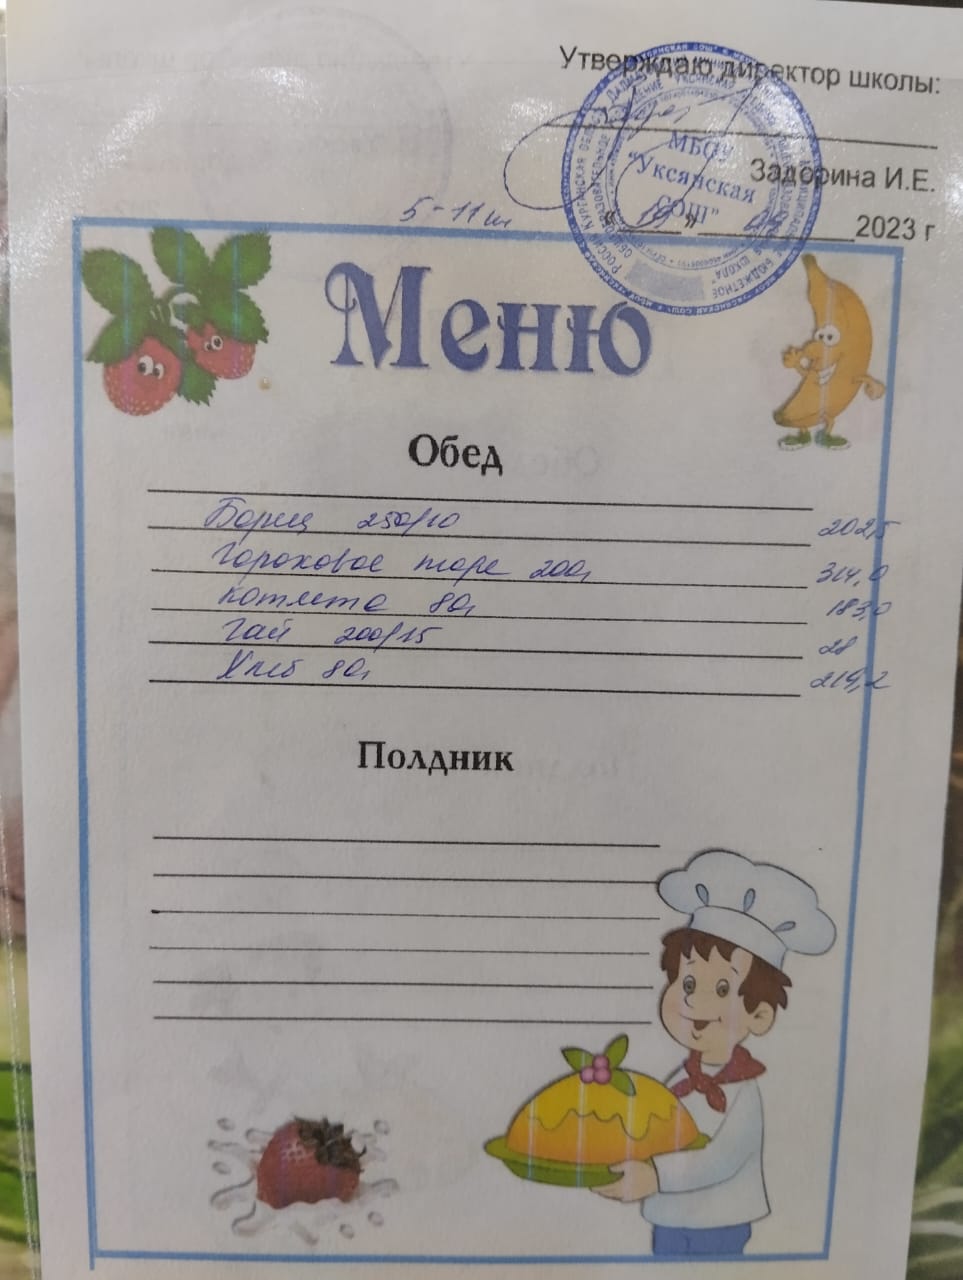 Утверждаю директор школы:
МБОУ
"Уксянская
СОШ"
Задорина И.Е.
« 19 » 2023 г
5-11 кл
Меню
Обед
Борщ 250/10 202,5
Гороховое пюре 200г 314,0
Котлета 80г 183,0
Чай 200/15 28
Хлеб 80г 219,2
Полдник